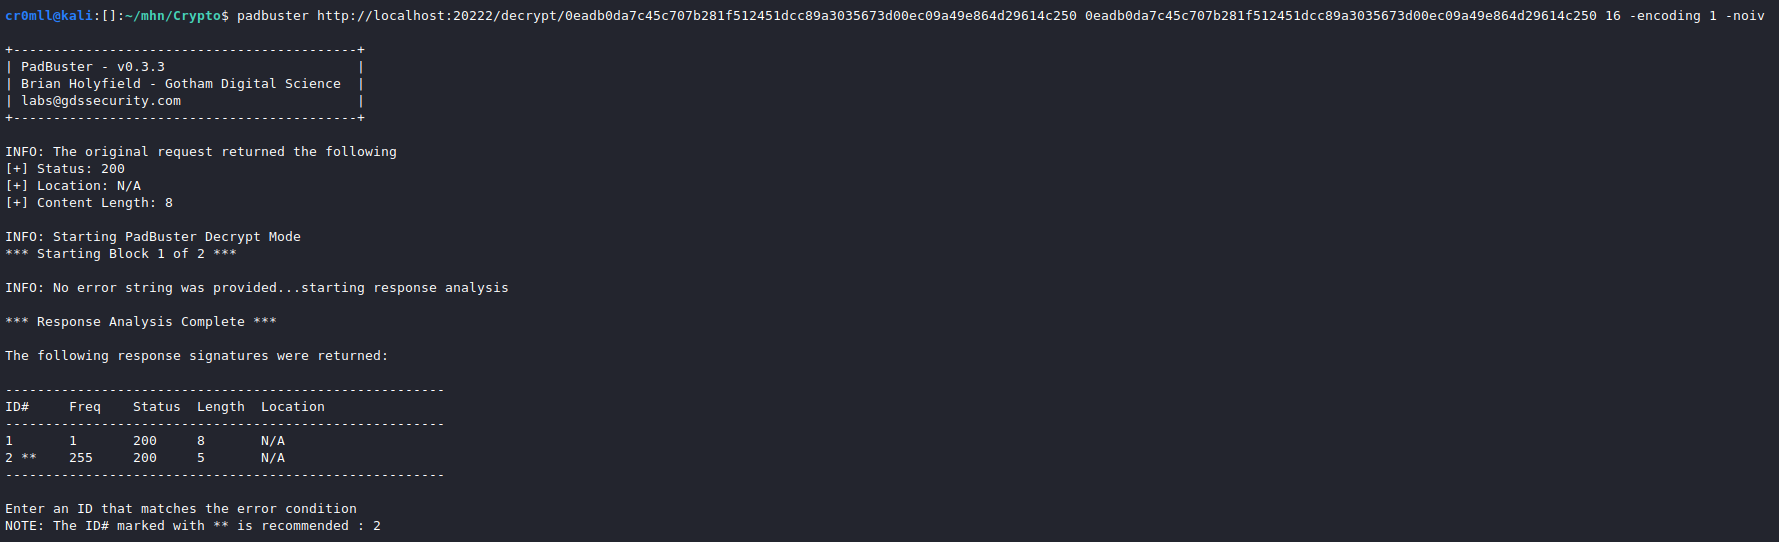 cr0mll@kali:[]:~/mhn/Crypto$ padbuster http://localhost:20222/decrypt/0eadb0da7c45c707b281f512451dcc89a3035673d00ec09a49e864d29614c250 0eadb0da7c45c707b281f512451dcc89a3035673d00ec09a49e864d29614c250 16 -encoding 1 -noiv
+-------------------------------------------+
| PadBuster - v0.3.3                        |
| Brian Holyfield - Gotham Digital Science  |
| labs@gdssecurity.com                      |
+-------------------------------------------+
INFO: The original request returned the following
[+] Status: 200
[+] Location: N/A
[+] Content Length: 8
INFO: Starting PadBuster Decrypt Mode
*** Starting Block 1 of 2 ***
INFO: No error string was provided...starting response analysis
*** Response Analysis Complete ***
The following response signatures were returned:
-------------------------------------------------------
ID#     Freq    Status  Length  Location
-------------------------------------------------------
1       1       200     8       N/A
2 **    255     200     5       N/A
-------------------------------------------------------
Enter an ID that matches the error condition
NOTE: The ID# marked with ** is recommended : 2